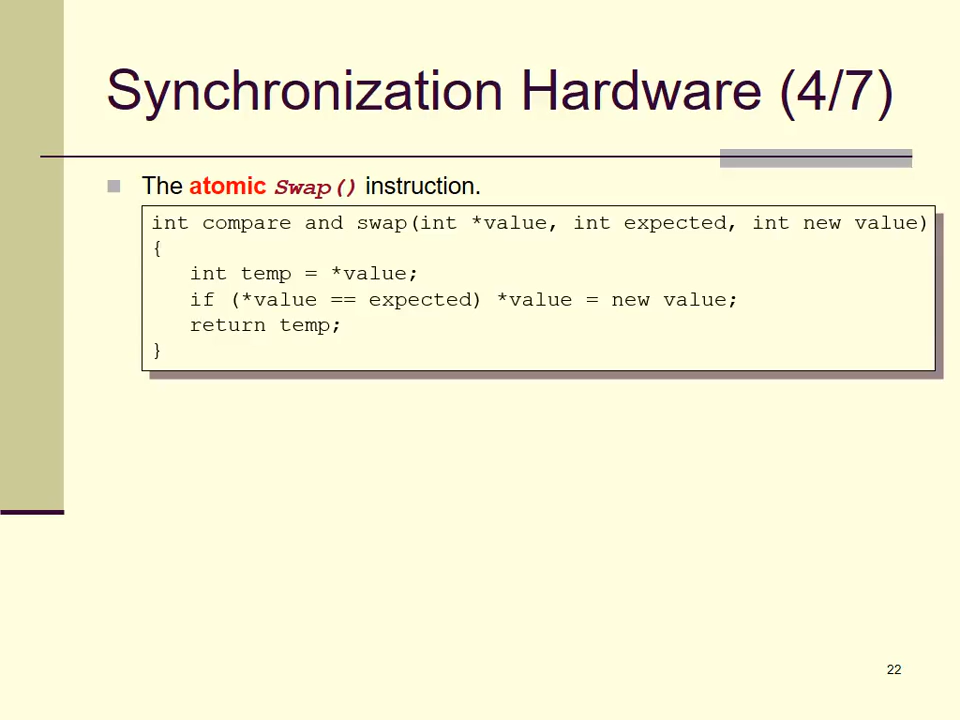 Synchronization Hardware (4/7)
The atomic Swap() instruction.
int compare and swap(int *value, int expected, int new value)
{
int temp = *value;
if (*value == expected) *value = new value;
return temp;
}
22